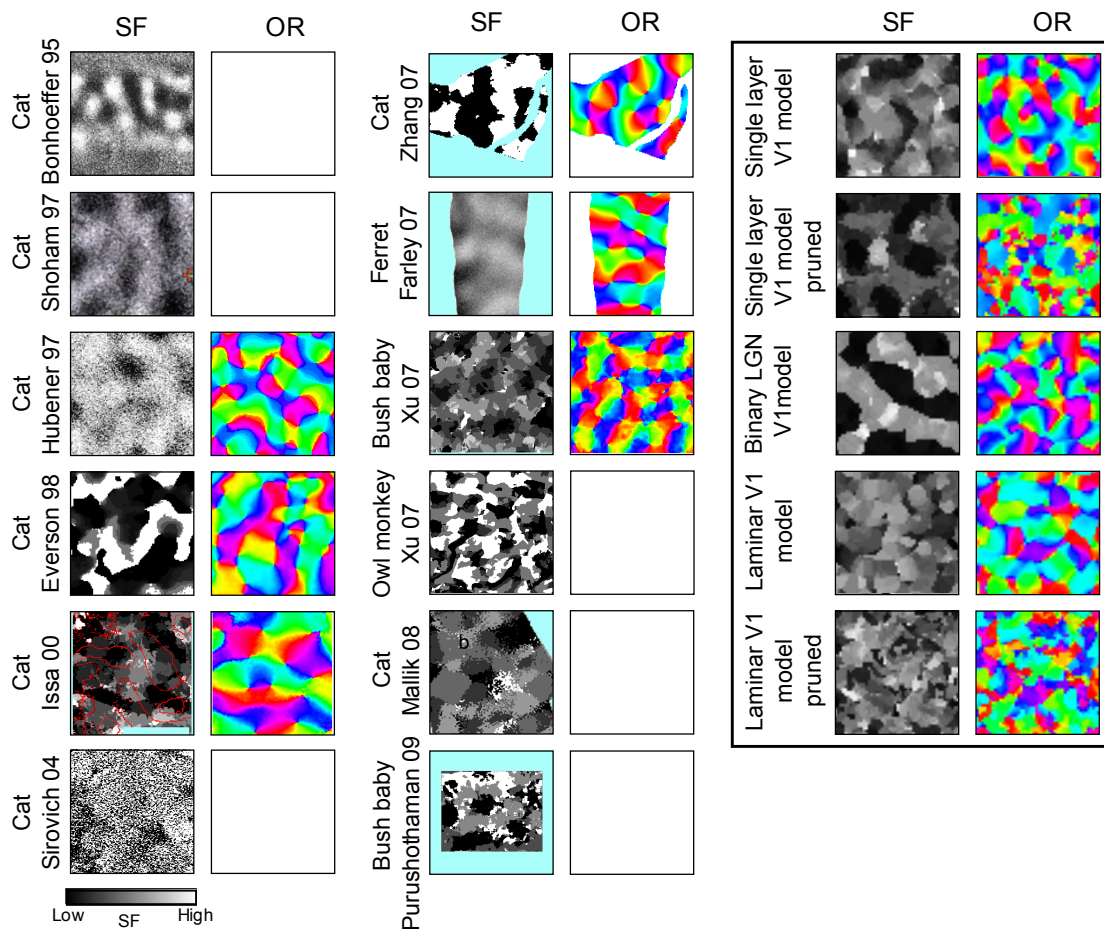 SF
OR
Cat
Bonhoeffer 95
Cat
Shoham 97
Cat
Hubener 97
Cat
Everson 98
Cat
Issa 00
Cat
Sirovich 04
Low
High
SF
SF
OR
Cat
Zhang 07
Ferret
Farley 07
Bush baby
Xu 07
Owl monkey
Xu 07
Cat
Mallik 08
b
Bush baby
Purushothaman 09
SF
OR
Single layer
V1 model
Single layer
V1 model
pruned
Binary LGN
V1model
Laminar V1
model
Laminar V1
model
pruned